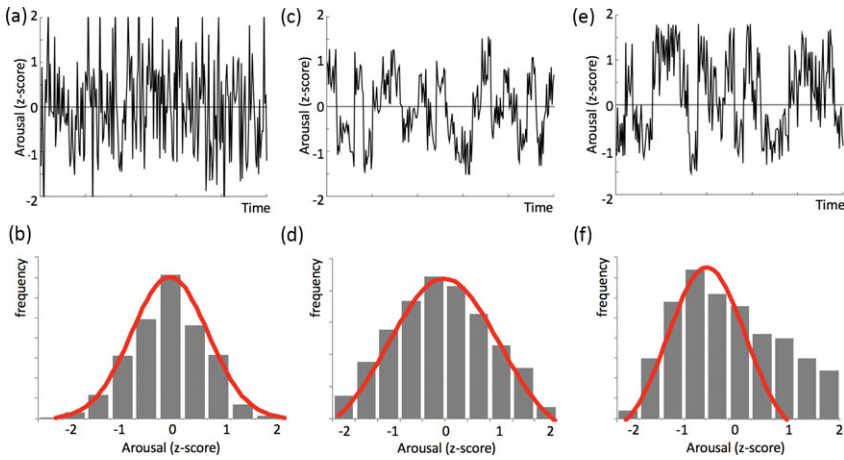 (a)
2
1
0
-1
-2
Arousal (z-score)
Time
(c)
2
1
0
-1
-2
Arousal (z-score)
Time
(e)
2
1
0
-1
-2
Arousal (z-score)
Time
(b)
frequency
-2 -1 0 1 2
Arousal (z-score)
(d)
frequency
-2 -1 0 1 2
Arousal (z-score)
(f)
frequency
-2 -1 0 1 2
Arousal (z-score)